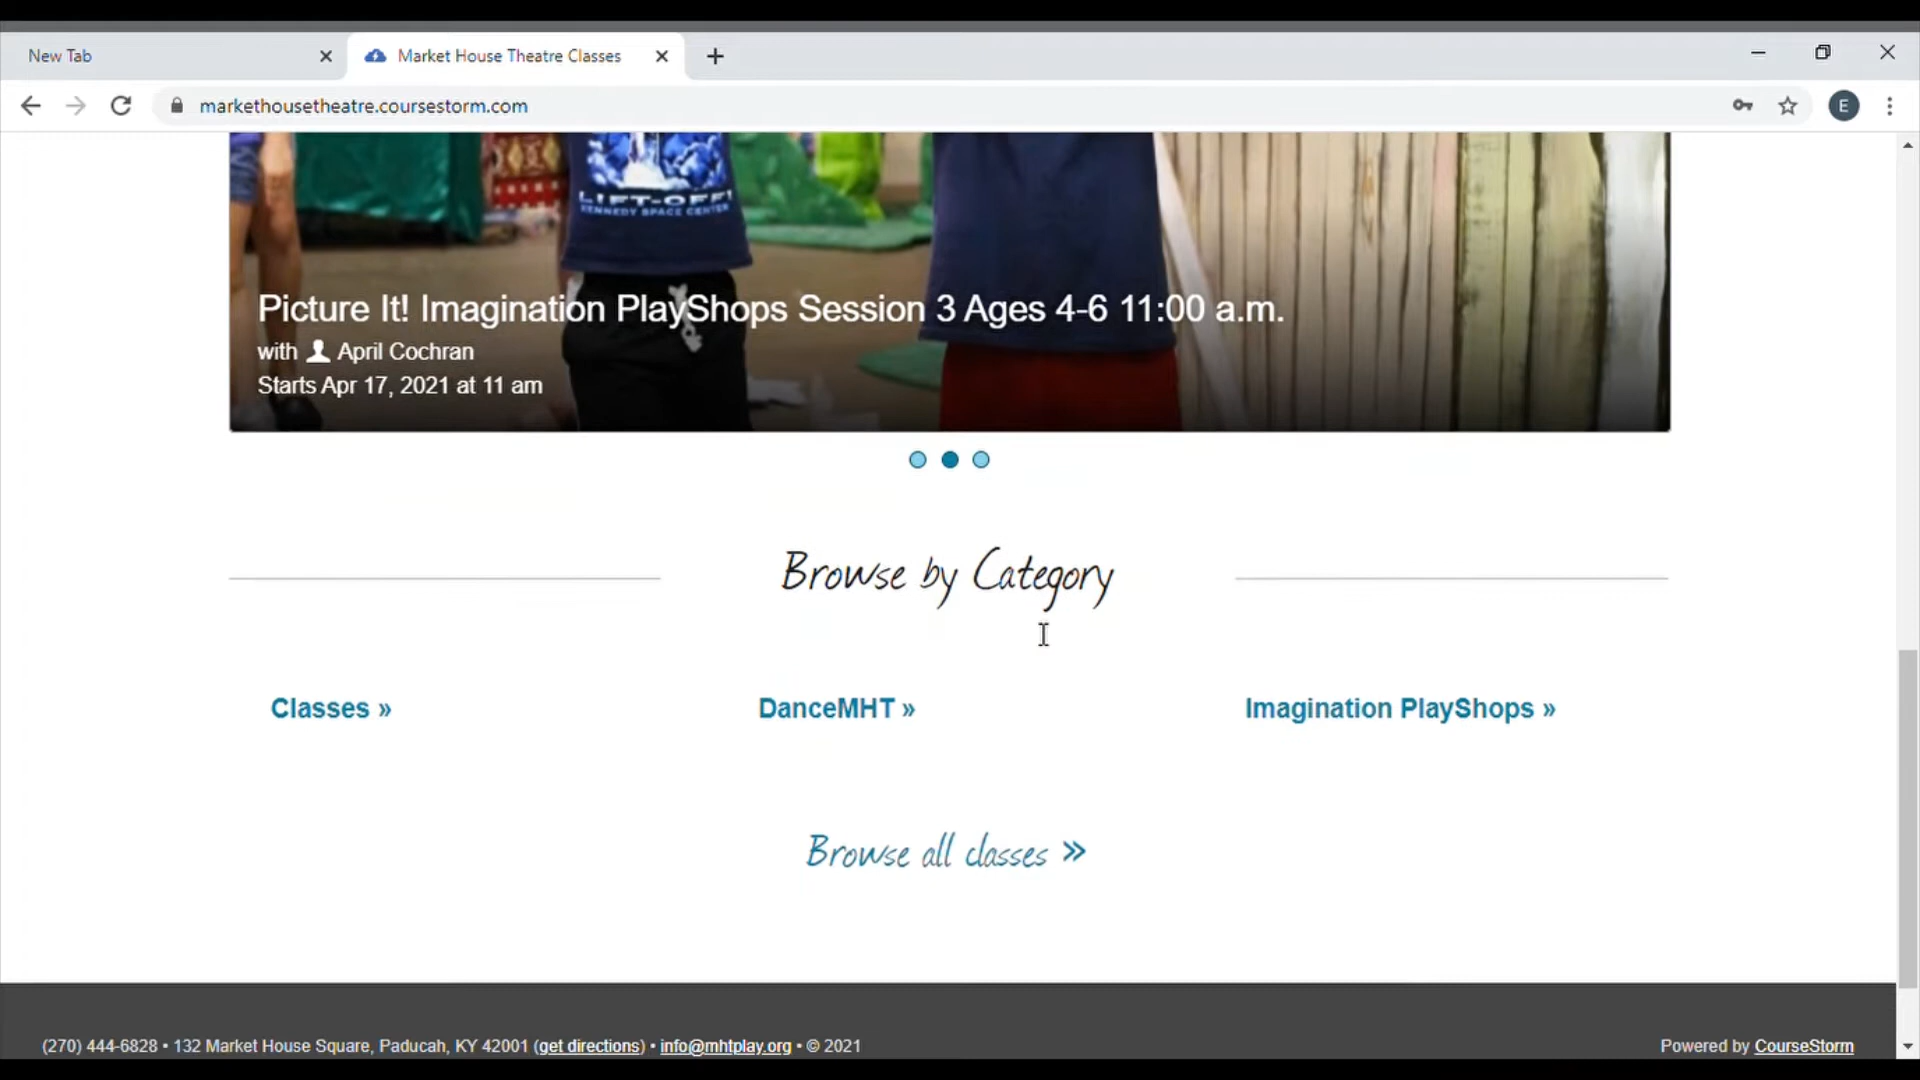 New Tab
Market House Theatre Classes
markethousetheatre.coursestorm.com
E
LIFT-OFF!
KENNEDY SPACE CENTER
Picture It! Imagination PlayShops Session 3 Ages 4-6 11:00 a.m.
with April Cochran
Starts Apr 17, 2021 at 11 am
Browse by Category
Classes »
DanceMHT »
Imagination PlayShops »
Browse all classes »
(270) 444-6828 • 132 Market House Square, Paducah, KY 42001 (get directions) • info@mhtplay.org • © 2021
Powered by CourseStorm